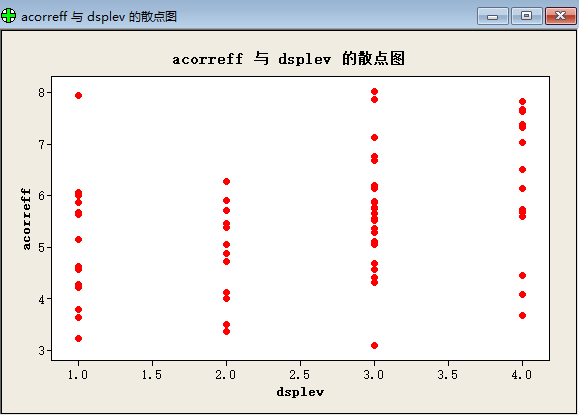 acorreff 与 dsplev 的散点图
acorreff 与 dsplev 的散点图
8
7
6
5
4
3
acorreff
1.0 1.5 2.0 2.5 3.0 3.5 4.0
dsplev